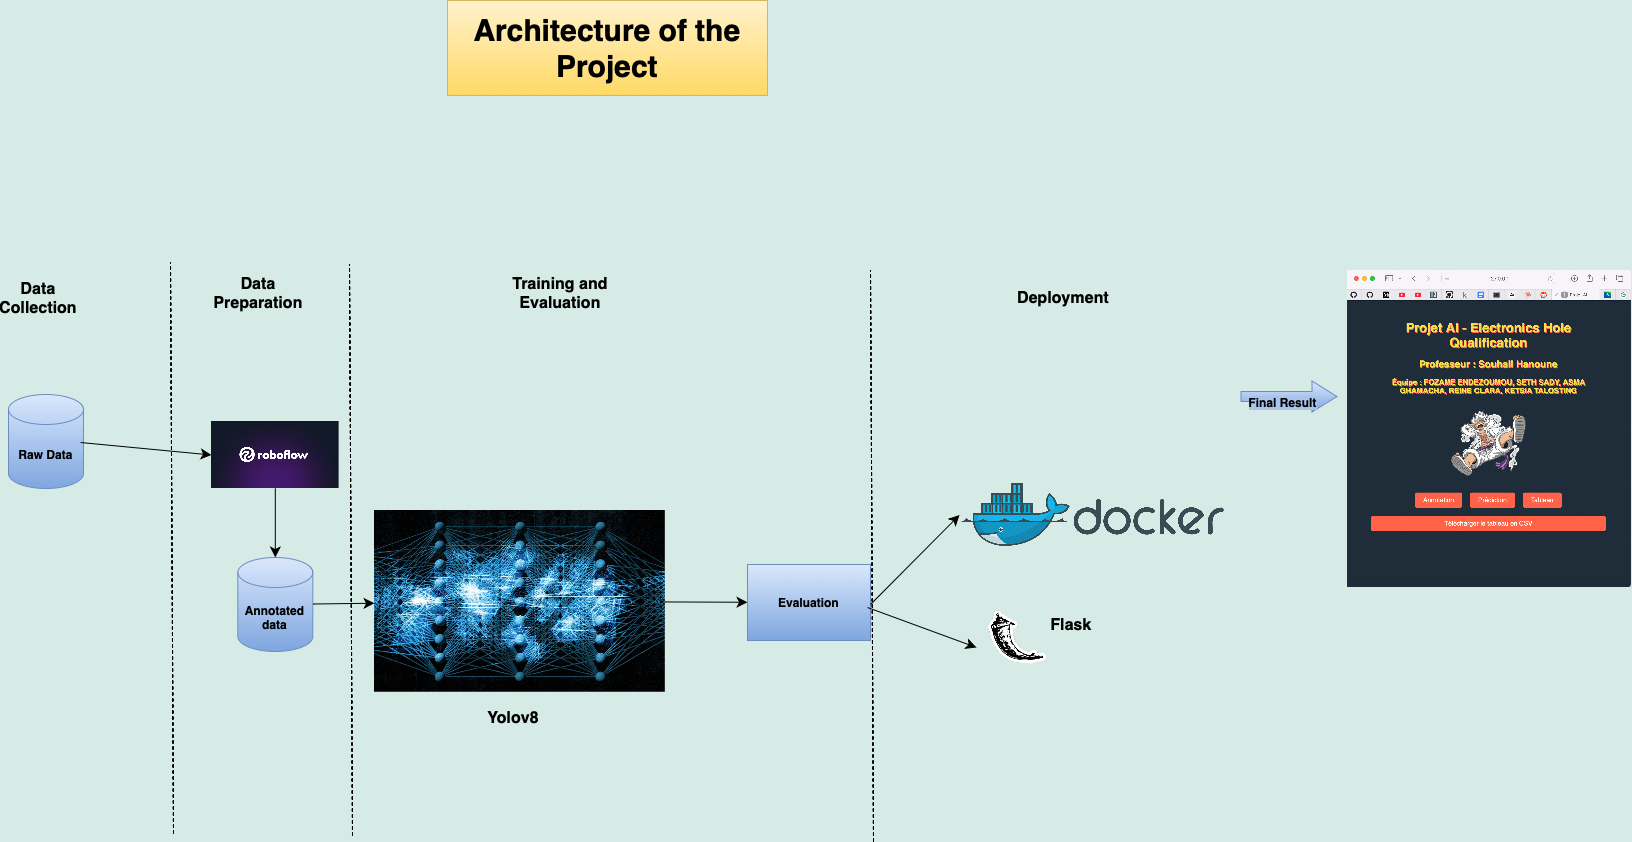 Architecture of the
Project
Data
Collection
Data
Preparation
Training and
Evaluation
Deployment
Raw Data
roboflow
Annotated
data
Yolov8
Evaluation
docker
Flask
Final Result
Projet AI - Electronics Hole
Qualification
Professeur : Souhail Hanoune
Équipe : FOZAME ENDEZOUMOU, SETH SADY, ASMA
GHAMACHA, REINE CLARA, KETSIA TALOSTING
Annotation
Prédiction
Tableau
Télécharger le tableau en CSV